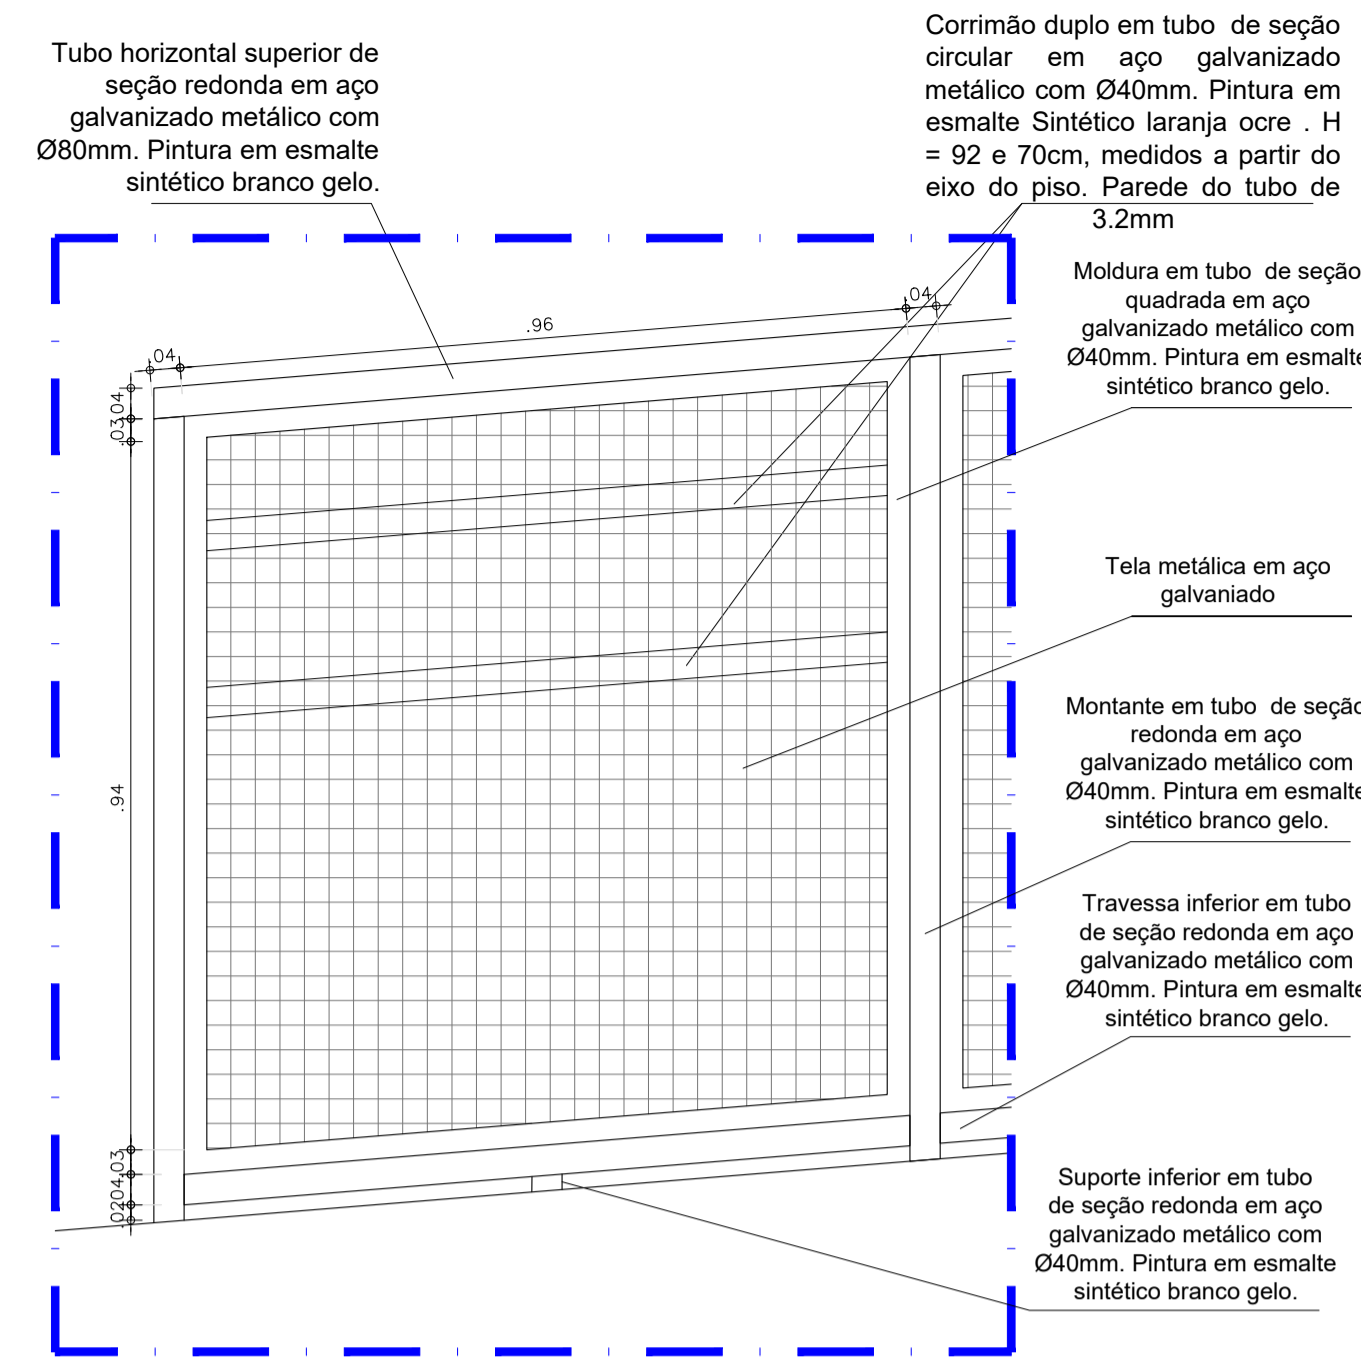 Tubo horizontal superior de
seção redonda em aço
galvanizado metálico com
Ø80mm. Pintura em esmalte
sintético branco gelo.
Corrimão duplo em tubo de seção
circular em aço galvanizado
metálico com Ø40mm. Pintura em
esmalte Sintético laranja ocre . H
= 92 e 70cm, medidos a partir do
eixo do piso. Parede do tubo de
3.2mm
Moldura em tubo de seção
quadrada em aço
galvanizado metálico com
Ø40mm. Pintura em esmalte
sintético branco gelo.
Tela metálica em aço
galvaniado
Montante em tubo de seção
redonda em aço
galvanizado metálico com
Ø40mm. Pintura em esmalte
sintético branco gelo.
Travessa inferior em tubo
de seção redonda em aço
galvanizado metálico com
Ø40mm. Pintura em esmalte
sintético branco gelo.
Suporte inferior em tubo
de seção redonda em aço
galvanizado metálico com
Ø40mm. Pintura em esmalte
sintético branco gelo.
.04
.96
.04
.04
.03
.94
.03
.04
.02